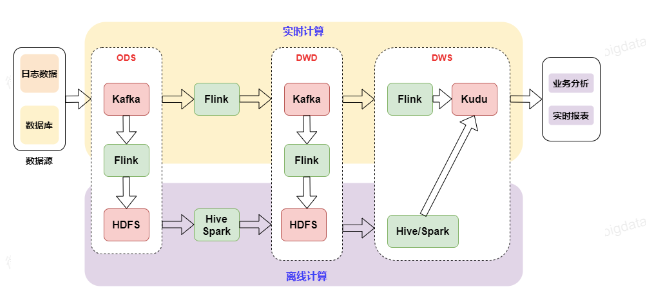 实时计算
ODS
DWD
DWS
日志数据
数据库
数据源
Kafka
Flink
Kafka
Flink
Kudu
业务分析
实时报表
Flink
Flink
HDFS
Hive
Spark
HDFS
Hive/Spark
离线计算
bigdata
bigdata